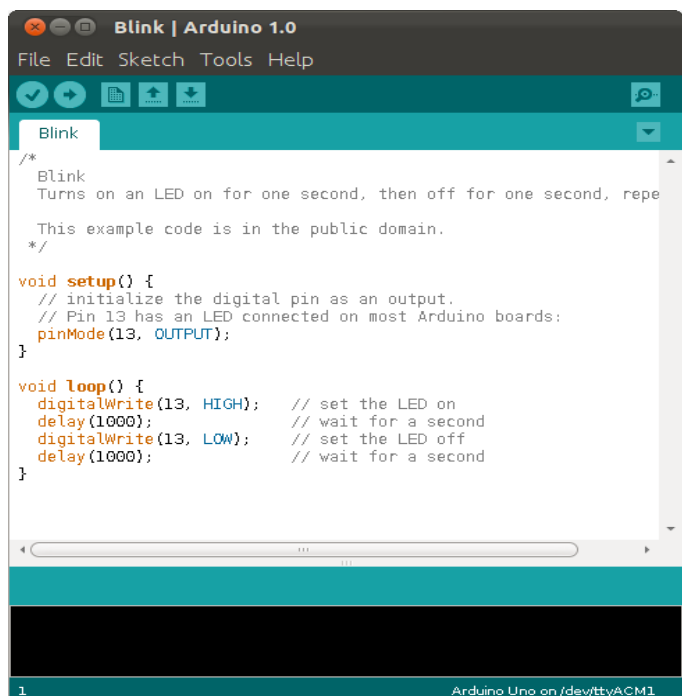 Blink | Arduino 1.0
File Edit Sketch Tools Help
Blink
/*
  Blink
  Turns on an LED on for one second, then off for one second, repe

  This example code is in the public domain.
 */

void setup() {
  // initialize the digital pin as an output.
  // Pin 13 has an LED connected on most Arduino boards:
  pinMode(13, OUTPUT);
}

void loop() {
  digitalWrite(13, HIGH);   // set the LED on
  delay(1000);              // wait for a second
  digitalWrite(13, LOW);    // set the LED off
  delay(1000);              // wait for a second
}
1 Arduino Uno on /dev/ttyACM1